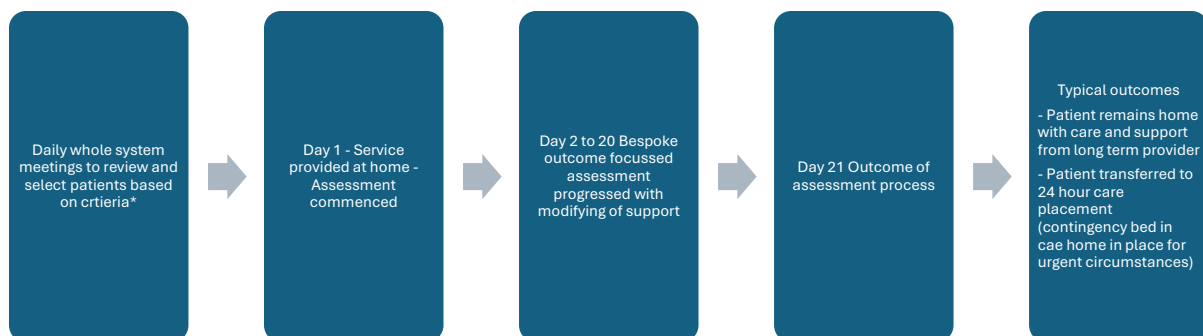 Daily whole system
meetings to review and
select patients based
on crtieria*
Day 1 - Service
provided at home -
Assessment
commenced
Day 2 to 20 Bespoke
outcome focussed
assessment
progressed with
modifying of support
Day 21 Outcome of
assessment process
Typical outcomes
- Patient remains home
with care and support
from long term provider
- Patient transferred to
24 hour care
placement
(contingency bed in
cae home in place for
urgent circumstances)